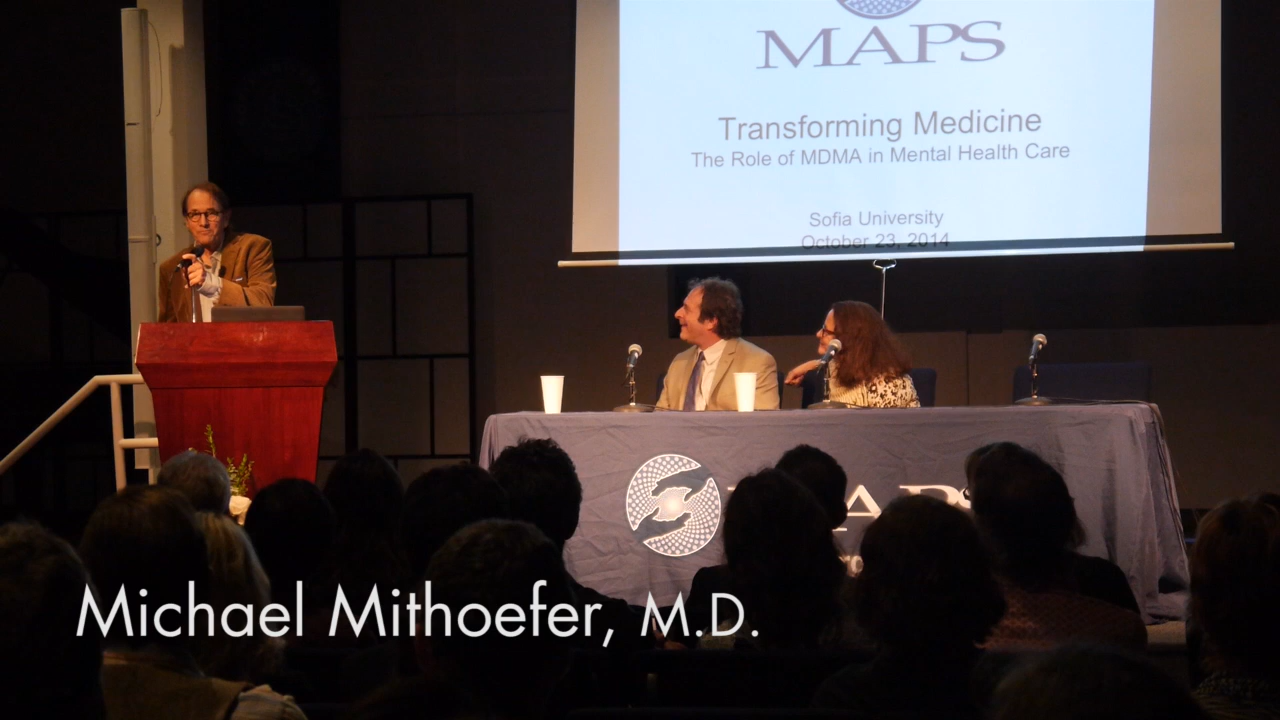 MAPS
Transforming Medicine
The Role of MDMA in Mental Health Care
Sofia University
October 23, 2014
Michael Mithoefer, M.D.